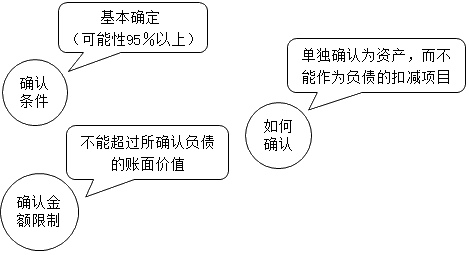 基本确定
（可能性95%以上）
确认
条件
单独确认为资产，而不
能作为负债的扣减项目
如何
确认
不能超过所确认负债
的账面价值
确认金
额限制